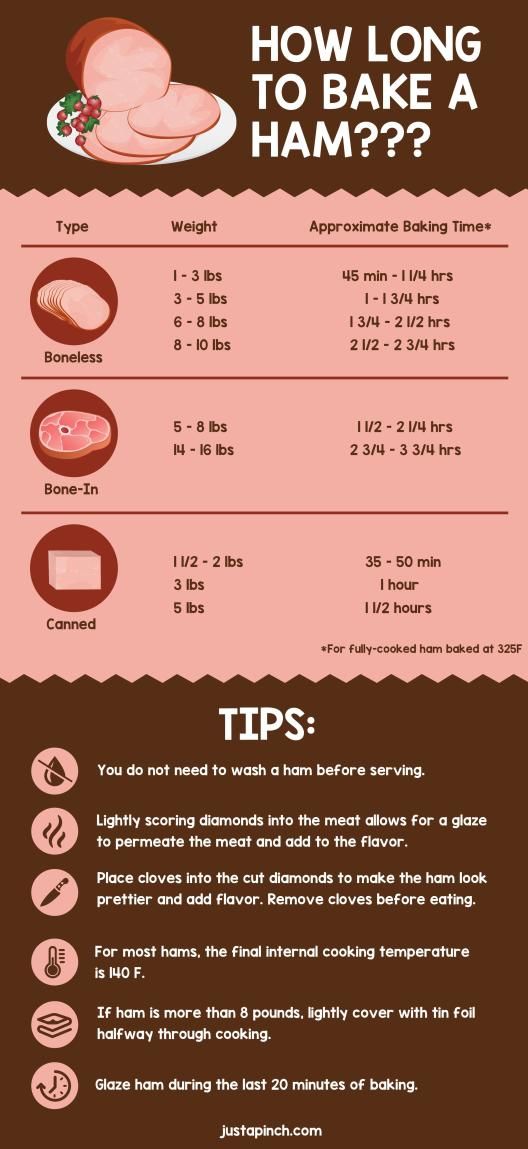 HOW LONG
TO BAKE A
HAM???
Type Weight Approximate Baking Time*
1 - 3 lbs 45 min - 1 1/4 hrs
3 - 5 lbs 1 - 1 3/4 hrs
6 - 8 lbs 1 3/4 - 2 1/2 hrs
8 - 10 lbs 2 1/2 - 2 3/4 hrs
Boneless
5 - 8 lbs 1 1/2 - 2 1/4 hrs
14 - 16 lbs 2 3/4 - 3 3/4 hrs
Bone-In
1 1/2 - 2 lbs 35 - 50 min
3 lbs 1 hour
5 lbs 1 1/2 hours
Canned
*For fully-cooked ham baked at 325F
TIPS:
You do not need to wash a ham before serving.
Lightly scoring diamonds into the meat allows for a glaze
to permeate the meat and add to the flavor.
Place cloves into the cut diamonds to make the ham look
prettier and add flavor. Remove cloves before eating.
For most hams, the final internal cooking temperature
is 140 F.
If ham is more than 8 pounds, lightly cover with tin foil
halfway through cooking.
Glaze ham during the last 20 minutes of baking.
justapinch.com